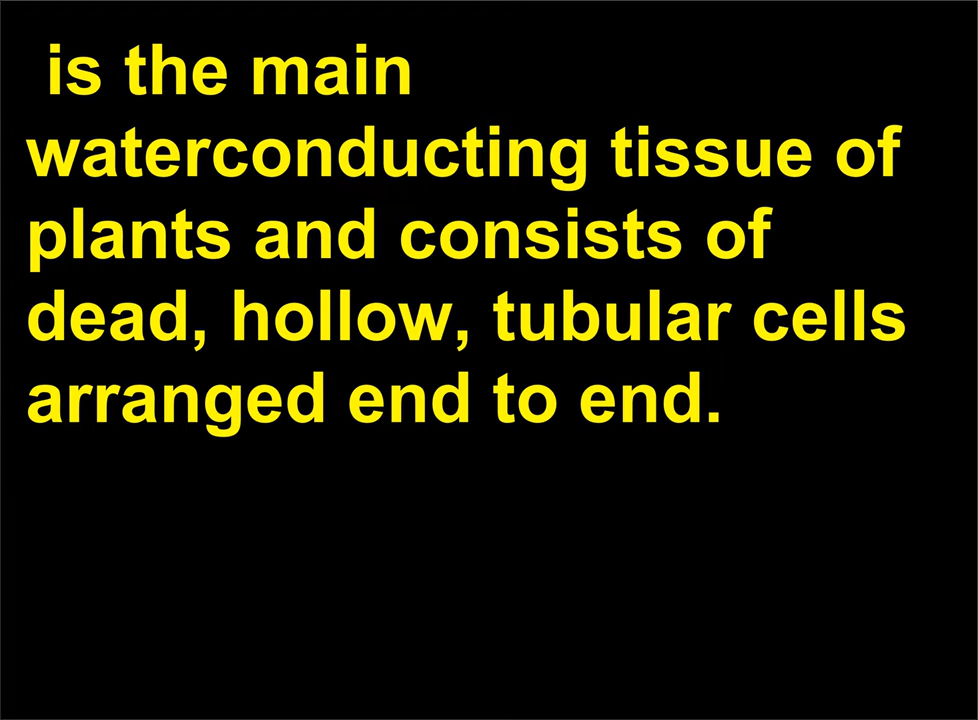 is the main
waterconducting tissue of
plants and consists of
dead, hollow, tubular cells
arranged end to end.